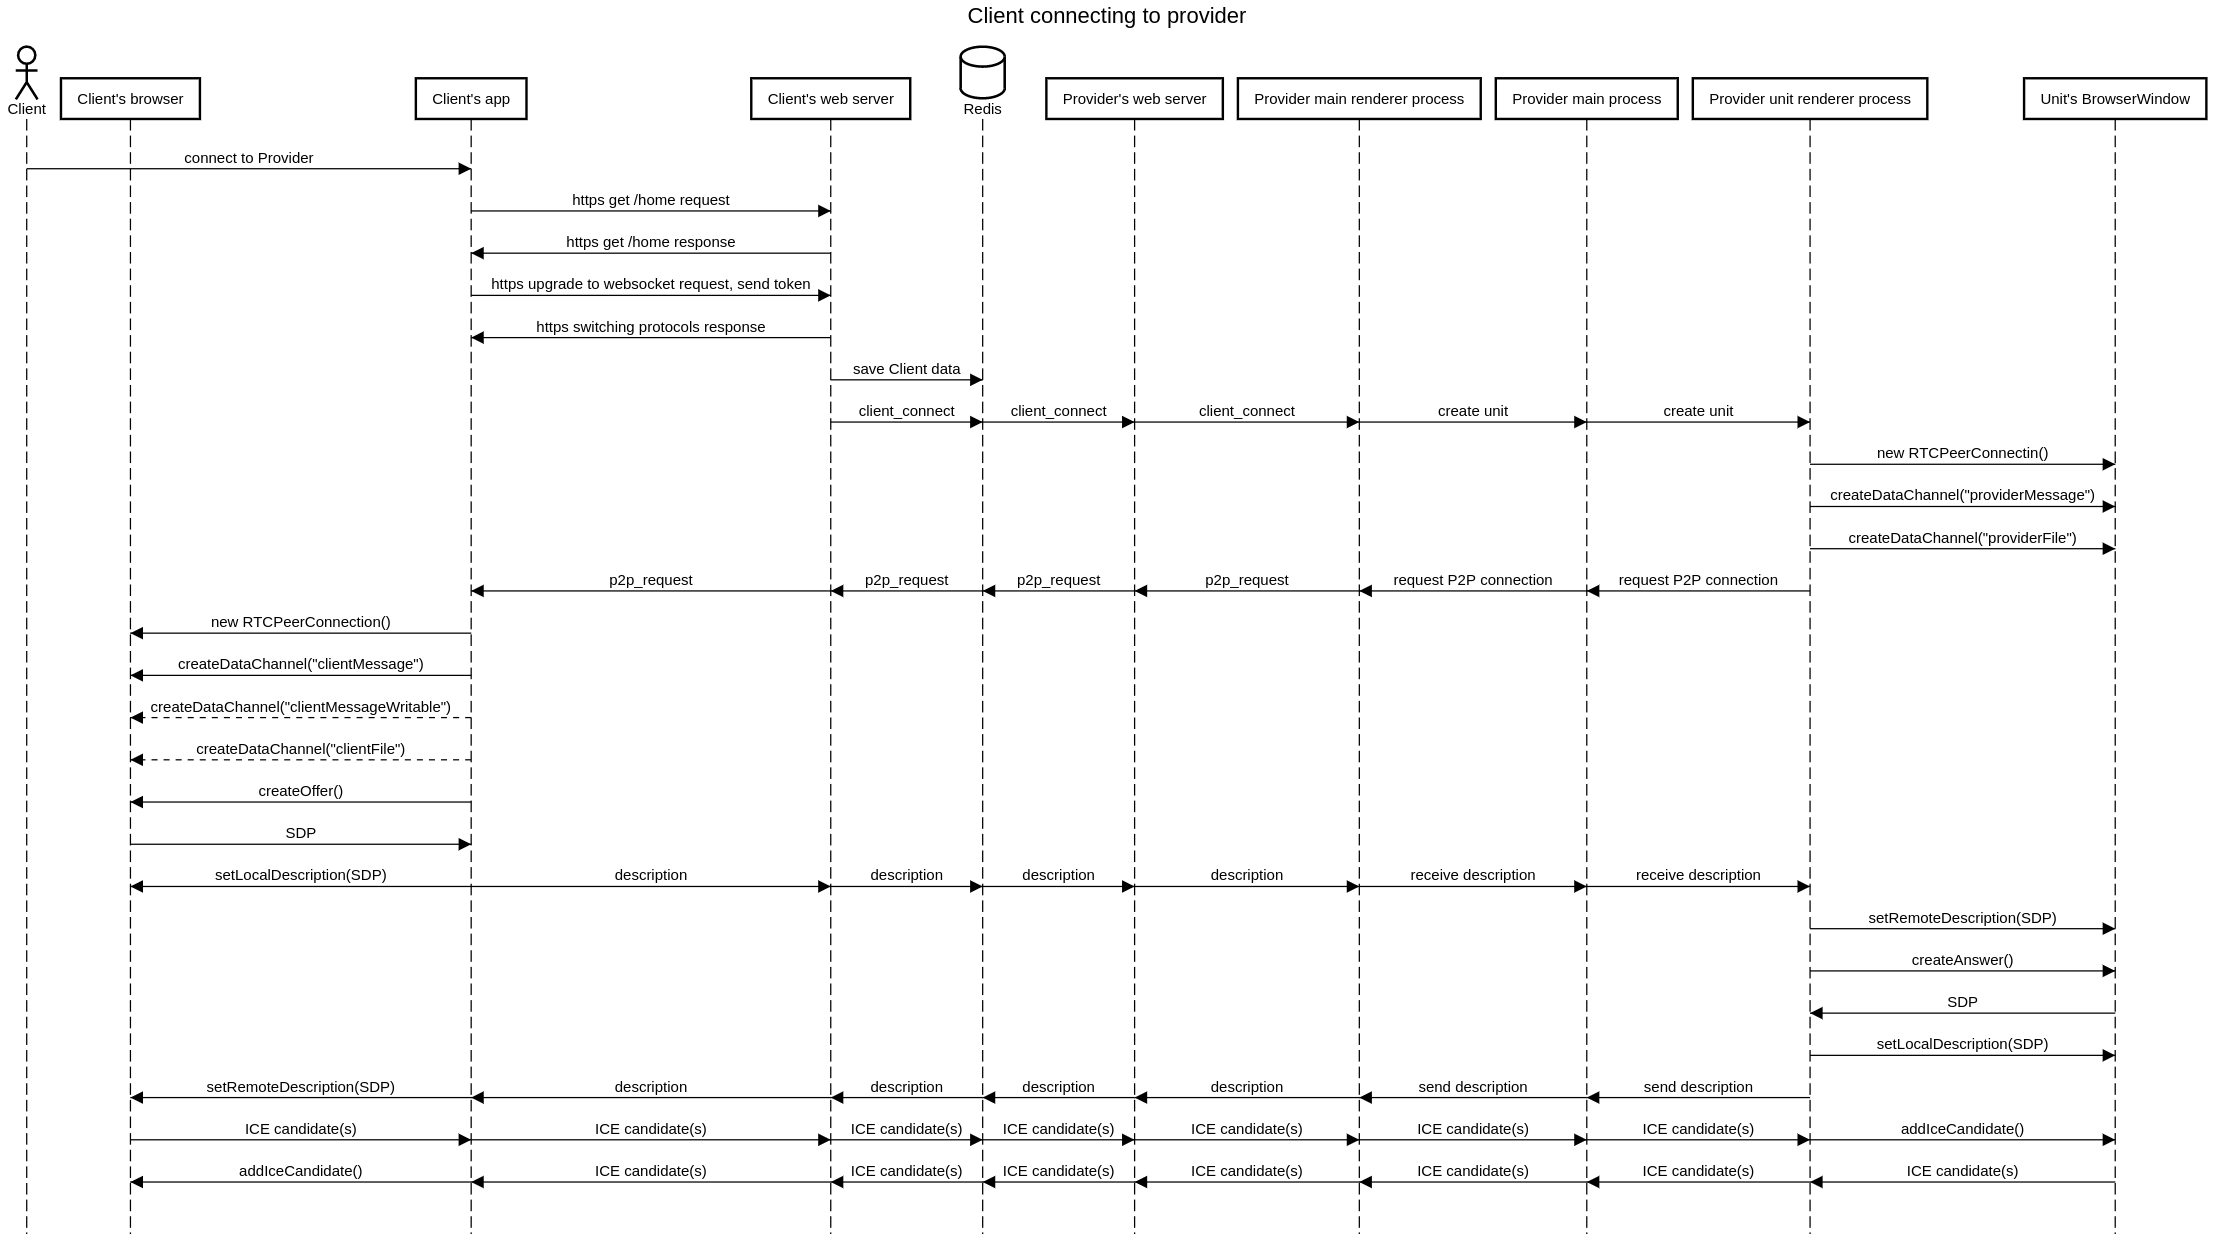 Client connecting to provider
Client
Client's browser
Client's app
Client's web server
Redis
Provider's web server
Provider main renderer process
Provider main process
Provider unit renderer process
Unit's BrowserWindow
connect to Provider
https get /home request
https get /home response
https upgrade to websocket request, send token
https switching protocols response
save Client data
client_connect
client_connect
client_connect
create unit
create unit
new RTCPeerConnectin()
createDataChannel("providerMessage")
createDataChannel("providerFile")
p2p_request
p2p_request
p2p_request
p2p_request
request P2P connection
request P2P connection
new RTCPeerConnection()
createDataChannel("clientMessage")
createDataChannel("clientMessageWritable")
createDataChannel("clientFile")
createOffer()
SDP
setLocalDescription(SDP)
description
description
description
description
receive description
receive description
setRemoteDescription(SDP)
createAnswer()
SDP
setLocalDescription(SDP)
setRemoteDescription(SDP)
description
description
description
description
send description
send description
ICE candidate(s)
ICE candidate(s)
ICE candidate(s)
ICE candidate(s)
ICE candidate(s)
ICE candidate(s)
ICE candidate(s)
addIceCandidate()
addIceCandidate()
ICE candidate(s)
ICE candidate(s)
ICE candidate(s)
ICE candidate(s)
ICE candidate(s)
ICE candidate(s)
ICE candidate(s)